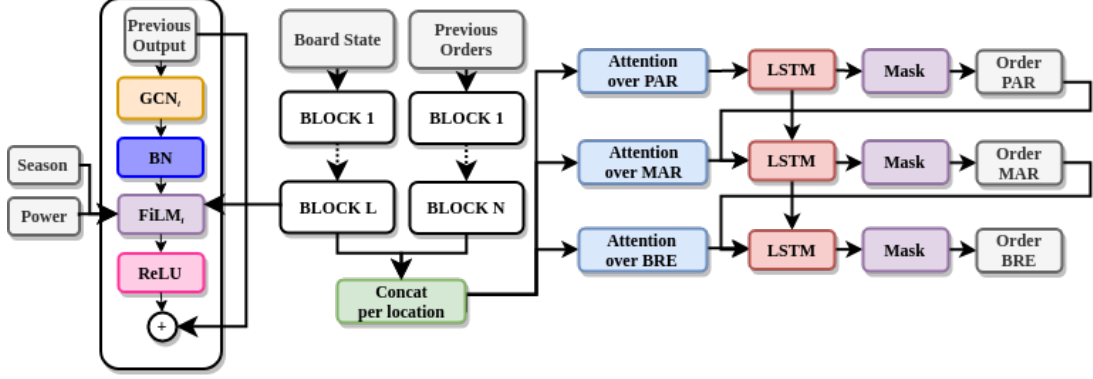 Previous
Output
GCNₗ
BN
Season
Power
FiLMₗ
ReLU
+
Board State
Previous
Orders
BLOCK 1
BLOCK 1
BLOCK L
BLOCK N
Concat
per location
Attention
over PAR
LSTM
Mask
Order
PAR
Attention
over MAR
LSTM
Mask
Order
MAR
Attention
over BRE
LSTM
Mask
Order
BRE